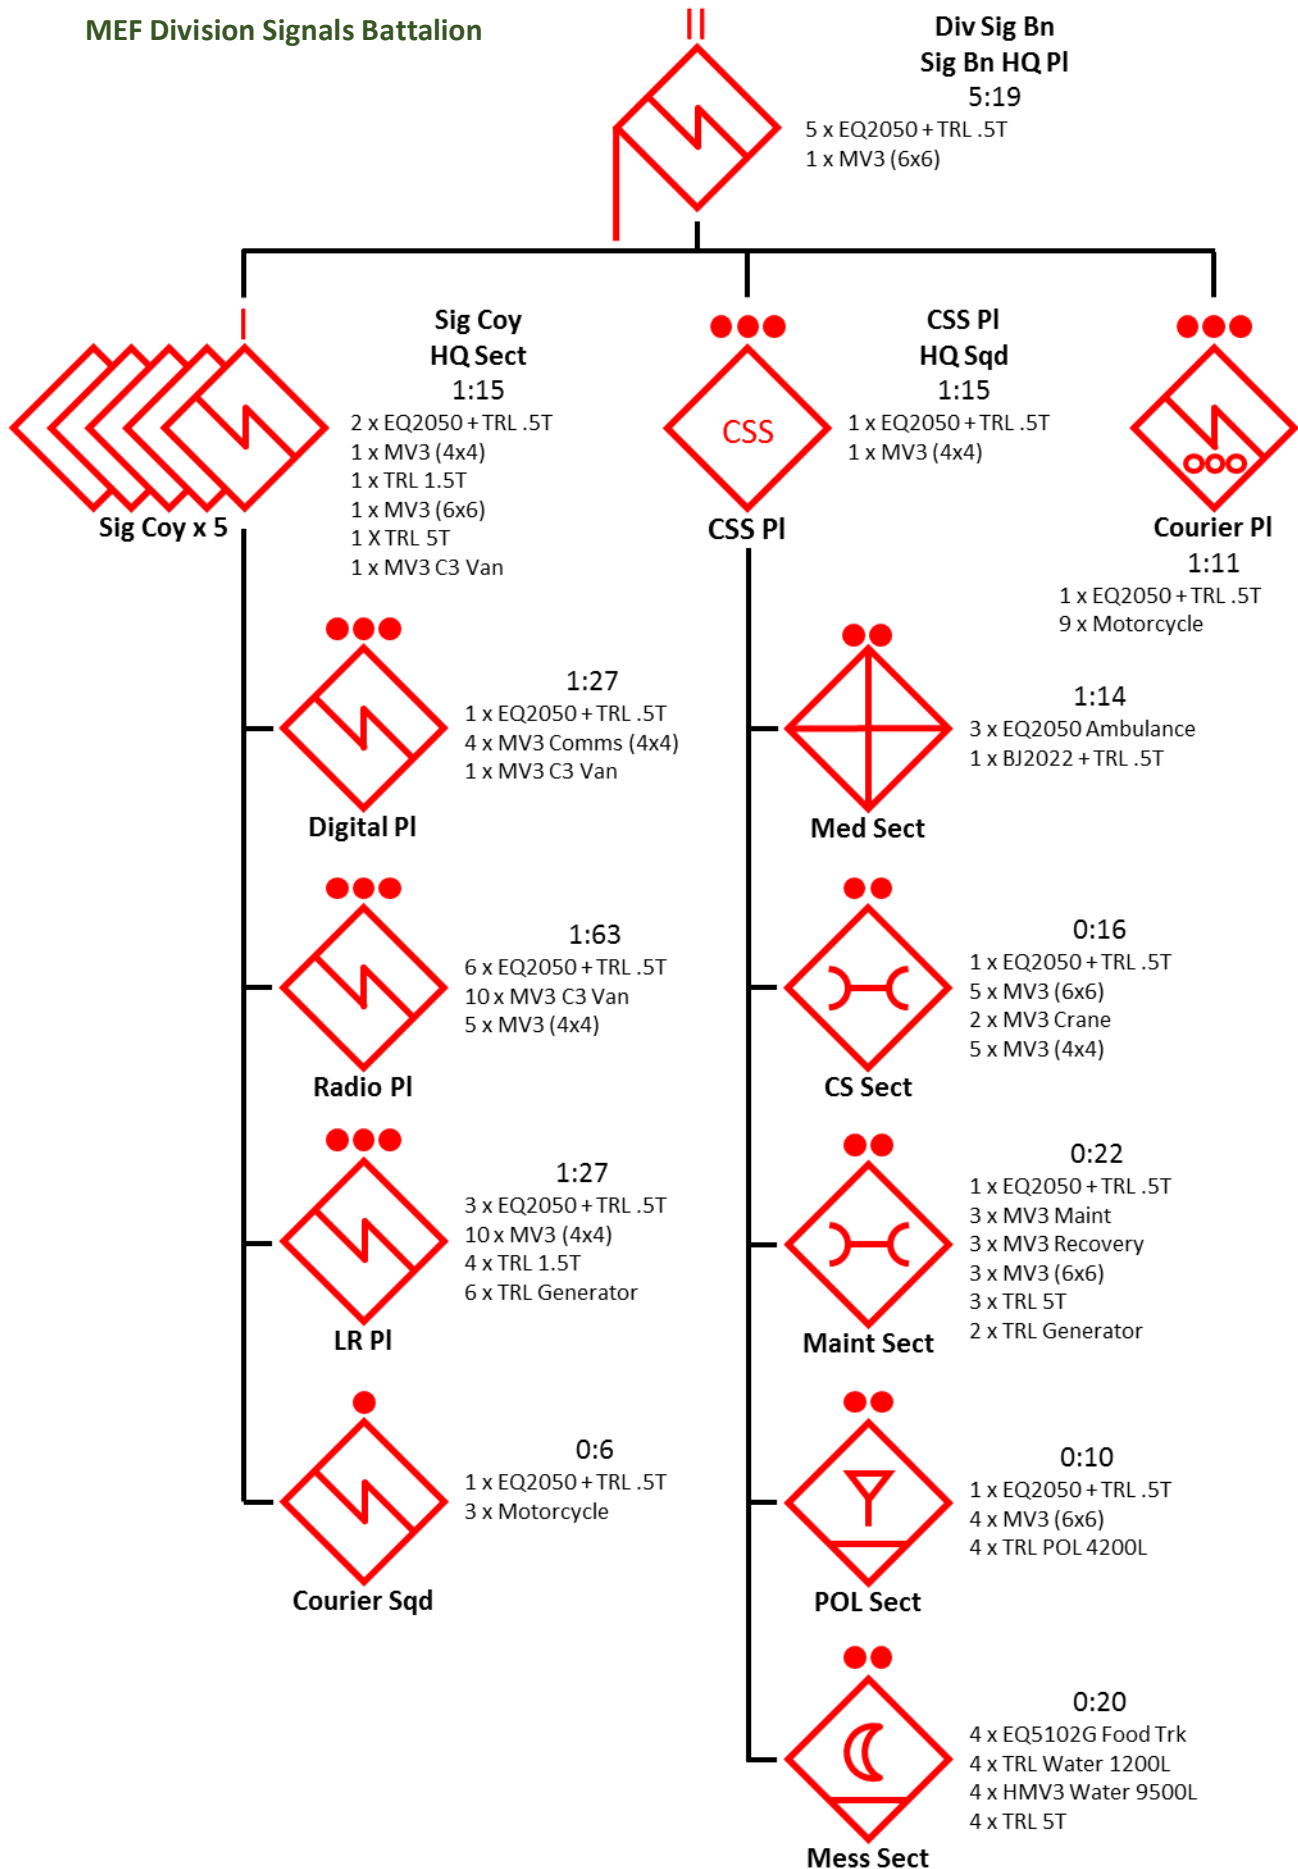 MEF Division Signals Battalion
Div Sig Bn
Sig Bn HQ Pl
5:19
5 x EQ2050 + TRL .5T
1 x MV3 (6x6)
Sig Coy
HQ Sect
1:15
2 x EQ2050 + TRL .5T
1 x MV3 (4x4)
1 x TRL 1.5T
1 x MV3 (6x6)
1 X TRL 5T
1 x MV3 C3 Van
Sig Coy x 5
CSS Pl
HQ Sqd
1:15
1 x EQ2050 + TRL .5T
1 x MV3 (4x4)
CSS
CSS Pl
Courier Pl
1:11
1 x EQ2050 + TRL .5T
9 x Motorcycle
1:27
1 x EQ2050 + TRL .5T
4 x MV3 Comms (4x4)
1 x MV3 C3 Van
Digital Pl
1:63
6 x EQ2050 + TRL .5T
10 x MV3 C3 Van
5 x MV3 (4x4)
Radio Pl
1:27
3 x EQ2050 + TRL .5T
10 x MV3 (4x4)
4 x TRL 1.5T
6 x TRL Generator
LR Pl
0:6
1 x EQ2050 + TRL .5T
3 x Motorcycle
Courier Sqd
1:14
3 x EQ2050 Ambulance
1 x BJ2022 + TRL .5T
Med Sect
0:16
1 x EQ2050 + TRL .5T
5 x MV3 (6x6)
2 x MV3 Crane
5 x MV3 (4x4)
CS Sect
0:22
1 x EQ2050 + TRL .5T
3 x MV3 Maint
3 x MV3 Recovery
3 x MV3 (6x6)
3 x TRL 5T
2 x TRL Generator
Maint Sect
0:10
1 x EQ2050 + TRL .5T
4 x MV3 (6x6)
4 x TRL POL 4200L
POL Sect
0:20
4 x EQ5102G Food Trk
4 x TRL Water 1200L
4 x HMV3 Water 9500L
4 x TRL 5T
Mess Sect